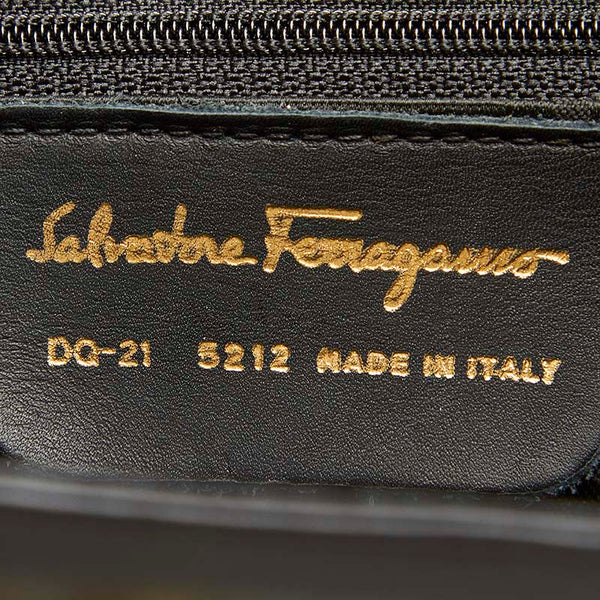 Salvatore Ferragamo
DQ-21 5212 MADE IN ITALY